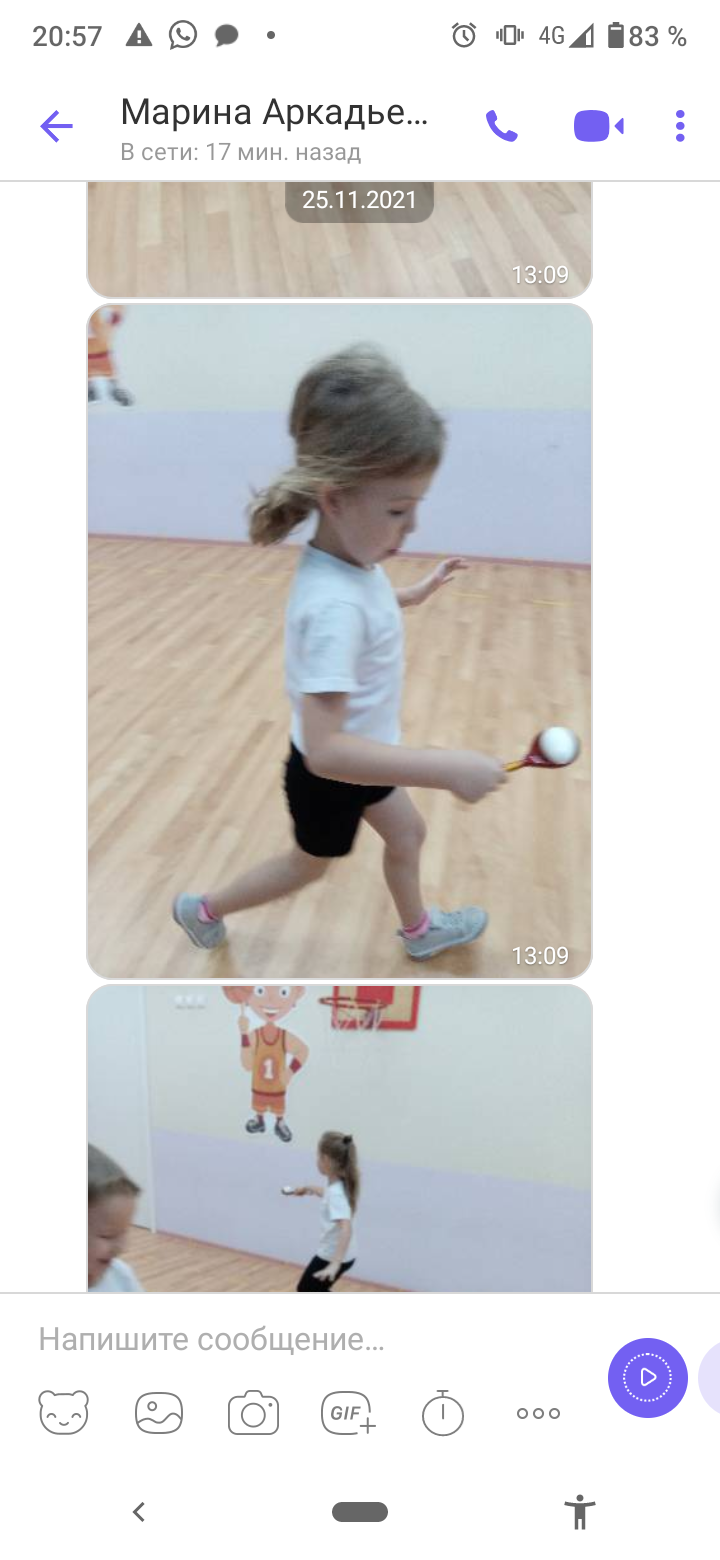 20:57 4G 83 %
Марина Аркадье...
В сети: 17 мин. назад
25.11.2021
13:09
13:09
1
Напишите сообщение...
GIF